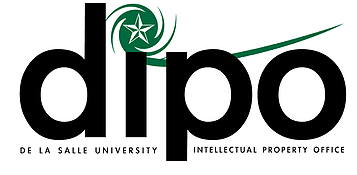 dipo
DE LA SALLE UNIVERSITY INTELLECTUAL PROPERTY OFFICE